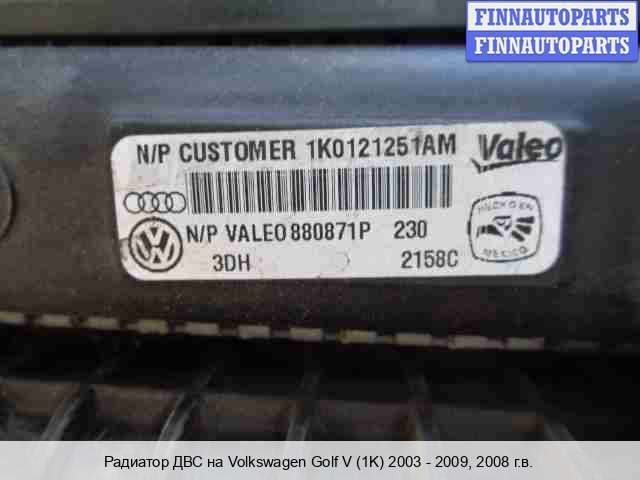 FINNAUTOPARTS
FINNAUTOPARTS
N/P CUSTOMER 1K0121251AM
Valeo
N/P VALEO 880871P 230
HECHO EN
MEXICO
3DH 2158C
Радиатор ДВС на Volkswagen Golf V (1K) 2003 - 2009, 2008 г.в.